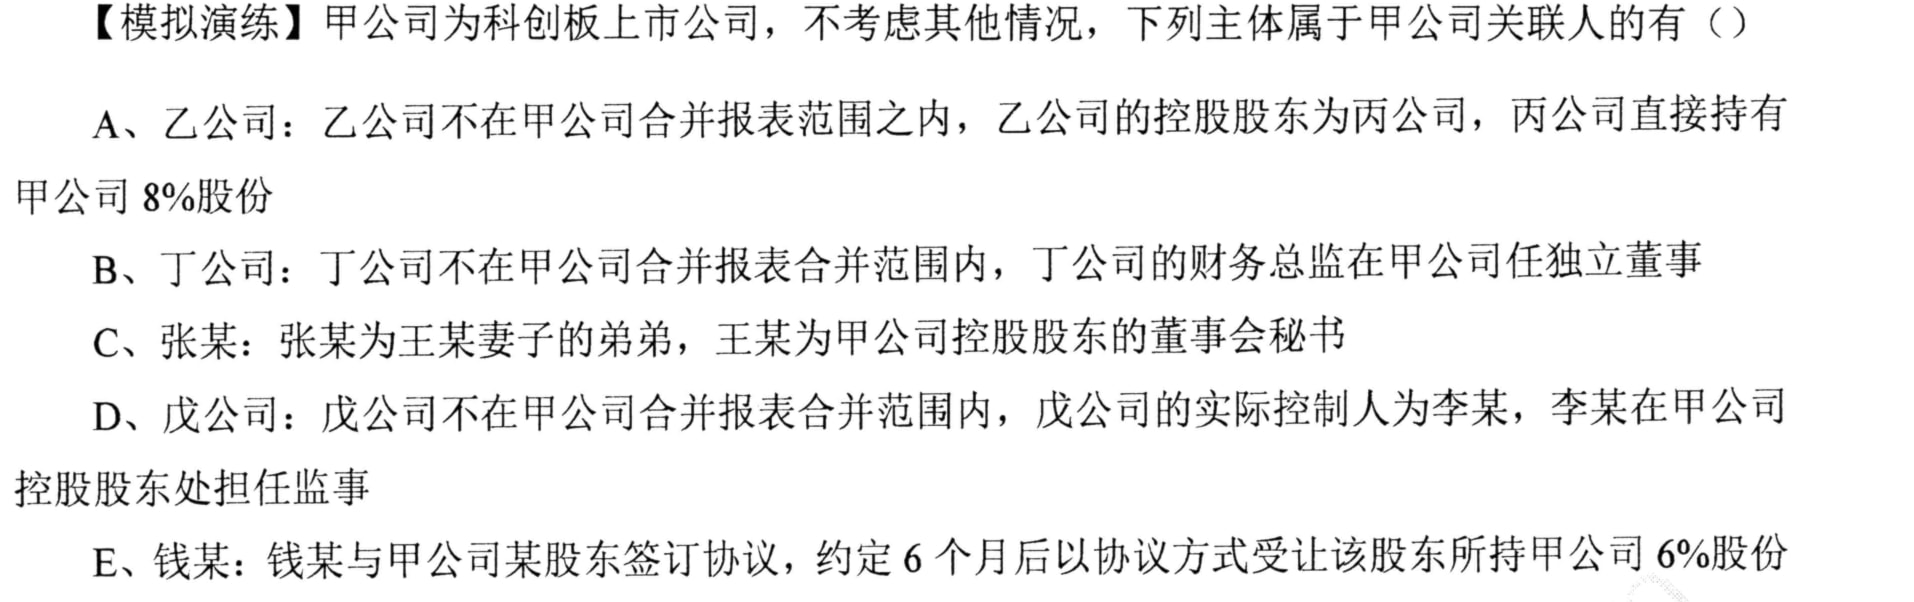 【模拟演练】甲公司为科创板上市公司，不考虑其他情况，下列主体属于甲公司关联人的有（）
A、乙公司：乙公司不在甲公司合并报表范围之内，乙公司的控股股东为丙公司，丙公司直接持有
甲公司 8%股份
B、丁公司：丁公司不在甲公司合并报表合并范围内，丁公司的财务总监在甲公司任独立董事
C、张某：张某为王某妻子的弟弟，王某为甲公司控股股东的董事会秘书
D、戊公司：戊公司不在甲公司合并报表合并范围内，戊公司的实际控制人为李某，李某在甲公司
控股股东处担任监事
E、钱某：钱某与甲公司某股东签订协议，约定 6 个月后以协议方式受让该股东所持甲公司 6%股份